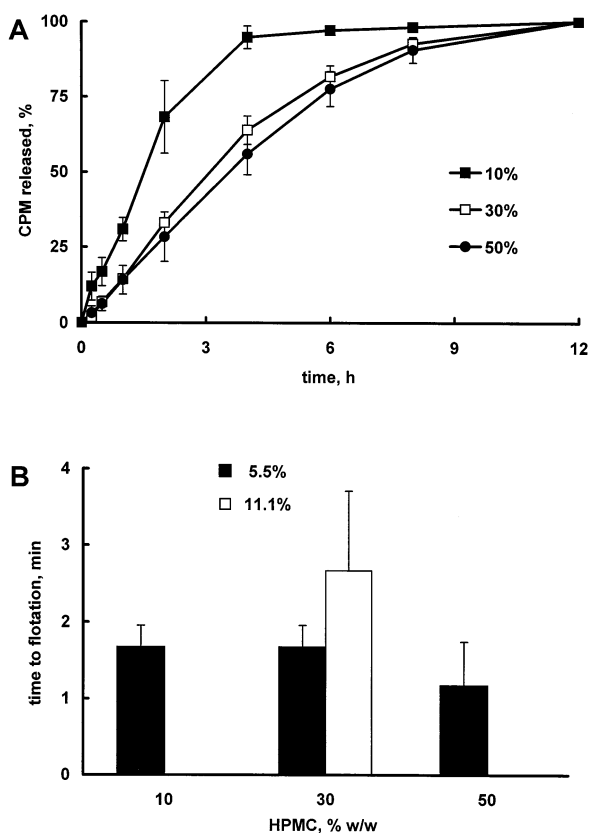 A
100
75
50
25
0
CPM released, %
10%
30%
50%
0 3 6 9 12
time, h
B
4
3
2
1
0
time to flotation, min
5.5%
11.1%
10 30 50
HPMC, % w/w